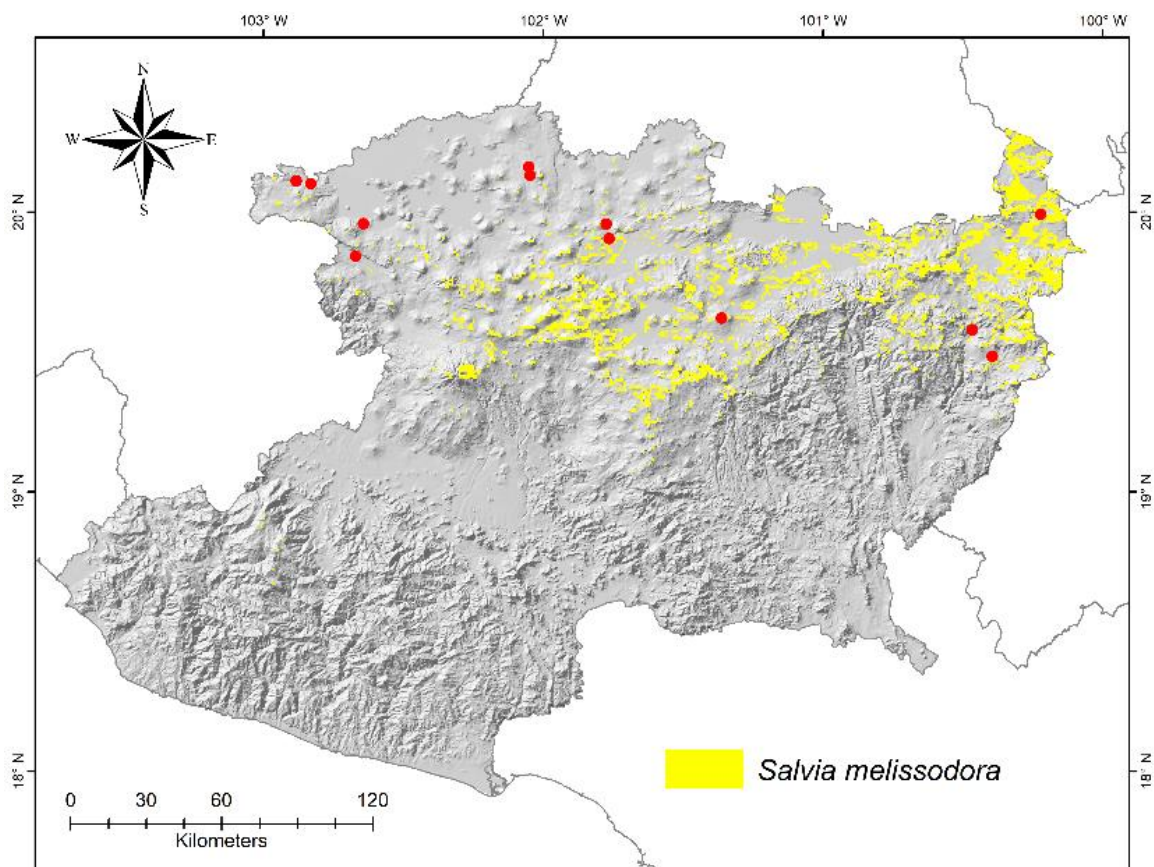 103° W 102° W 101° W 100° W
N
W E
S
20° N 20° N
19° N 19° N
18° N 18° N
Salvia melissodora
0 30 60 120
Kilometers